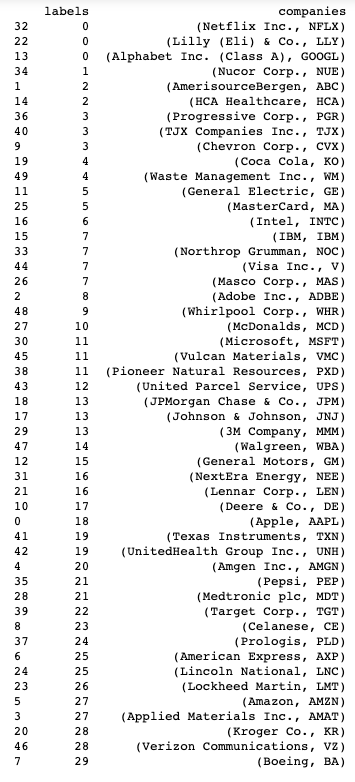 labels companies
32 0 (Netflix Inc., NFLX)
22 0 (Lilly (Eli) & Co., LLY)
13 0 (Alphabet Inc. (Class A), GOOGL)
34 1 (Nucor Corp., NUE)
1 2 (AmerisourceBergen, ABC)
14 2 (HCA Healthcare, HCA)
36 3 (Progressive Corp., PGR)
40 3 (TJX Companies Inc., TJX)
9 3 (Chevron Corp., CVX)
19 4 (Coca Cola, KO)
49 4 (Waste Management Inc., WM)
11 5 (General Electric, GE)
25 5 (MasterCard, MA)
16 6 (Intel, INTC)
15 7 (IBM, IBM)
33 7 (Northrop Grumman, NOC)
44 7 (Visa Inc., V)
26 7 (Masco Corp., MAS)
2 8 (Adobe Inc., ADBE)
48 9 (Whirlpool Corp., WHR)
27 10 (McDonalds, MCD)
30 11 (Microsoft, MSFT)
45 11 (Vulcan Materials, VMC)
38 11 (Pioneer Natural Resources, PXD)
43 12 (United Parcel Service, UPS)
18 13 (JPMorgan Chase & Co., JPM)
17 13 (Johnson & Johnson, JNJ)
29 13 (3M Company, MMM)
47 14 (Walgreen, WBA)
12 15 (General Motors, GM)
31 16 (NextEra Energy, NEE)
21 16 (Lennar Corp., LEN)
10 17 (Deere & Co., DE)
0 18 (Apple, AAPL)
41 19 (Texas Instruments, TXN)
42 19 (UnitedHealth Group Inc., UNH)
4 20 (Amgen Inc., AMGN)
35 21 (Pepsi, PEP)
28 21 (Medtronic plc, MDT)
39 22 (Target Corp., TGT)
8 23 (Celanese, CE)
37 24 (Prologis, PLD)
6 25 (American Express, AXP)
24 25 (Lincoln National, LNC)
23 26 (Lockheed Martin, LMT)
5 27 (Amazon, AMZN)
3 27 (Applied Materials Inc., AMAT)
20 28 (Kroger Co., KR)
46 28 (Verizon Communications, VZ)
7 29 (Boeing, BA)